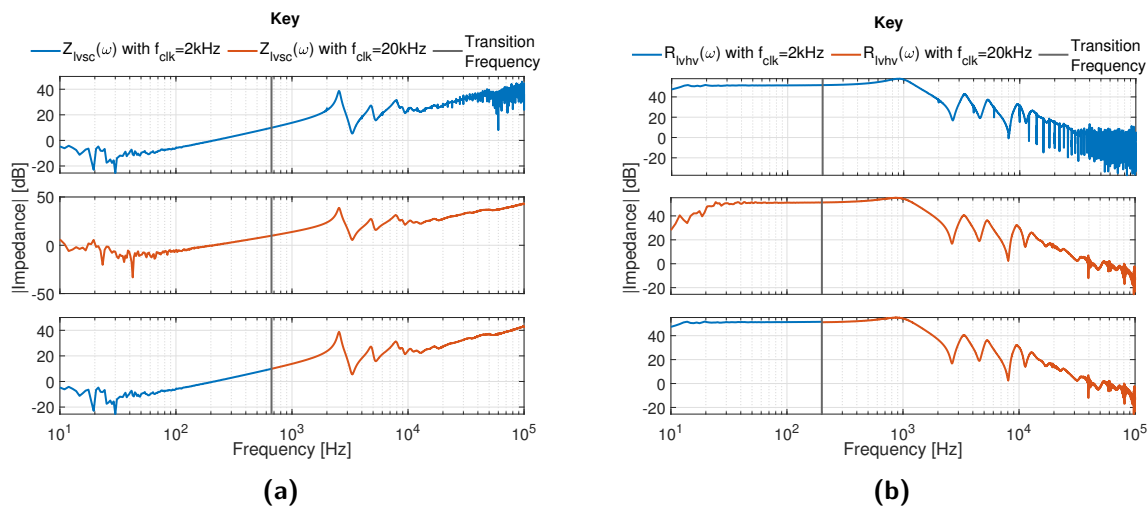 Key
Z_lvsc(ω) with f_clk=2kHz Z_lvsc(ω) with f_clk=20kHz Transition Frequency
40
20
0
-20
50
0
50
40
20
0
-20
|Impedance| [dB]
10^1 10^2 10^3 10^4 10^5
Frequency [Hz]
(a)
Key
R_lvhv(ω) with f_clk=2kHz R_lvhv(ω) with f_clk=20kHz Transition Frequency
40
20
0
-20
40
20
0
-20
40
20
0
-20
|Impedance| [dB]
10^1 10^2 10^3 10^4 10^5
Frequency [Hz]
(b)